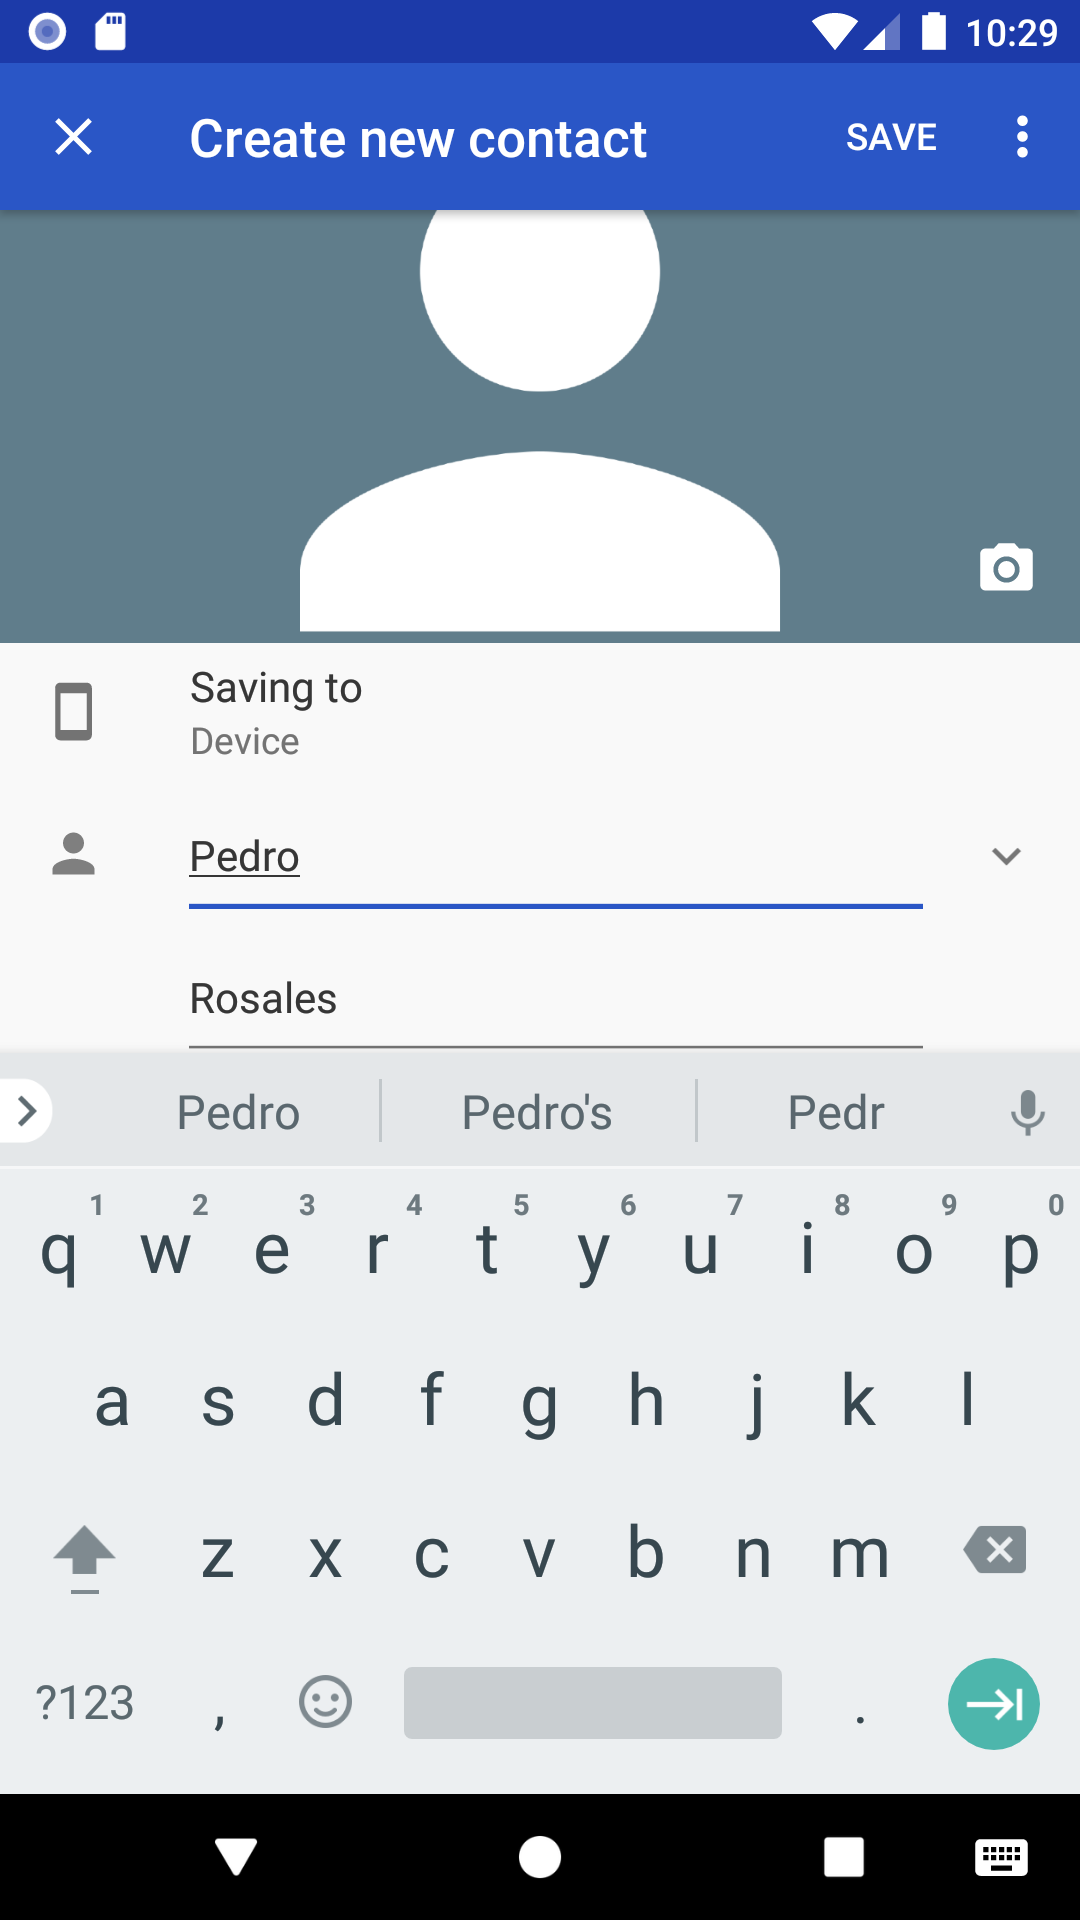 10:29
Create new contact SAVE
Saving to
Device
Pedro
Rosales
Pedro Pedro's Pedr
1 2 3 4 5 6 7 8 9 0
q w e r t y u i o p
a s d f g h j k l
z x c v b n m
?123 , .